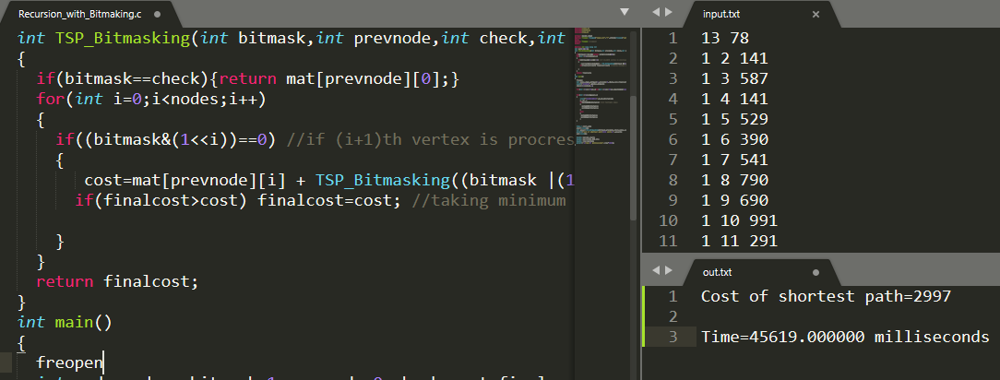 Recursion_with_Bitmaking.c
int TSP_Bitmasking(int bitmask,int prevnode,int check,int
{
if(bitmask==check){return mat[prevnode][0];}
for(int i=0;i<nodes;i++)
{
if((bitmask&(1<<i))==0) //if (i+1)th vertex is procres
{
cost=mat[prevnode][i] + TSP_Bitmasking((bitmask |(1
if(finalcost>cost) finalcost=cost; //taking minimum
}
}
return finalcost;
}
int main()
{
freopen
input.txt
1 13 78
2 1 2 141
3 1 3 587
4 1 4 141
5 1 5 529
6 1 6 390
7 1 7 541
8 1 8 790
9 1 9 690
10 1 10 991
11 1 11 291
out.txt
1 Cost of shortest path=2997
2
3 Time=45619.000000 milliseconds